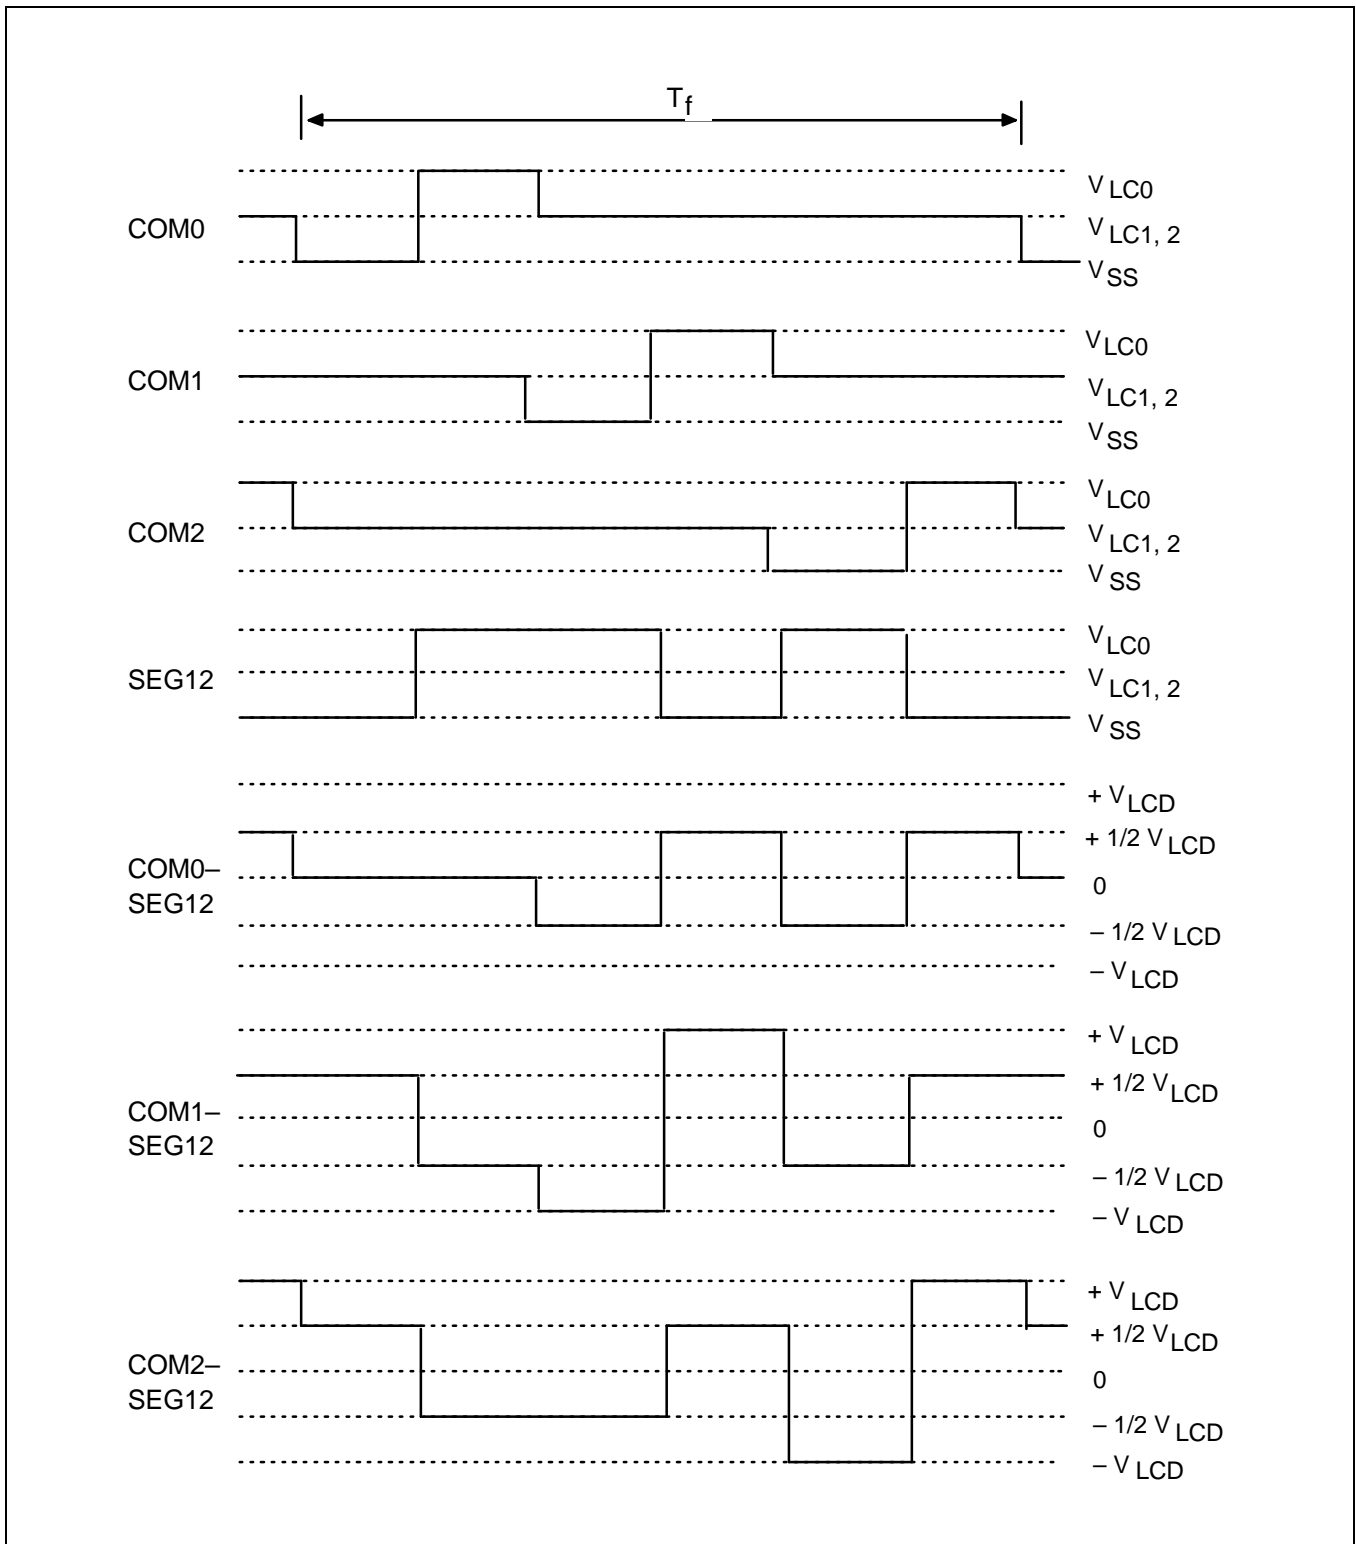 Tf
COM0
VLC0
VLC1, 2
VSS
COM1
VLC0
VLC1, 2
VSS
COM2
VLC0
VLC1, 2
VSS
SEG12
VLC0
VLC1, 2
VSS
COM0–
SEG12
+ VLCD
+ 1/2 VLCD
0
– 1/2 VLCD
– VLCD
COM1–
SEG12
+ VLCD
+ 1/2 VLCD
0
– 1/2 VLCD
– VLCD
COM2–
SEG12
+ VLCD
+ 1/2 VLCD
0
– 1/2 VLCD
– VLCD